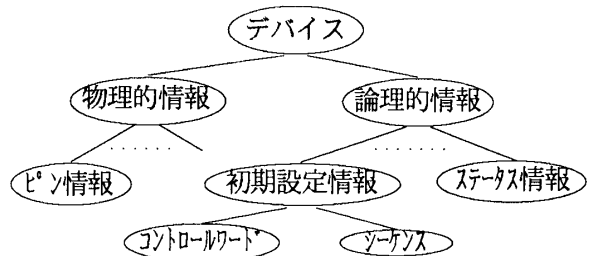 デバイス
物理的情報
論理的情報
・・・・・・
・・・・・・・
ﾋﾟﾝ情報
初期設定情報
ｽﾃｰﾀｽ情報
ｺﾝﾄﾛｰﾙﾜｰﾄﾞ
ｼｰｹﾝｽ